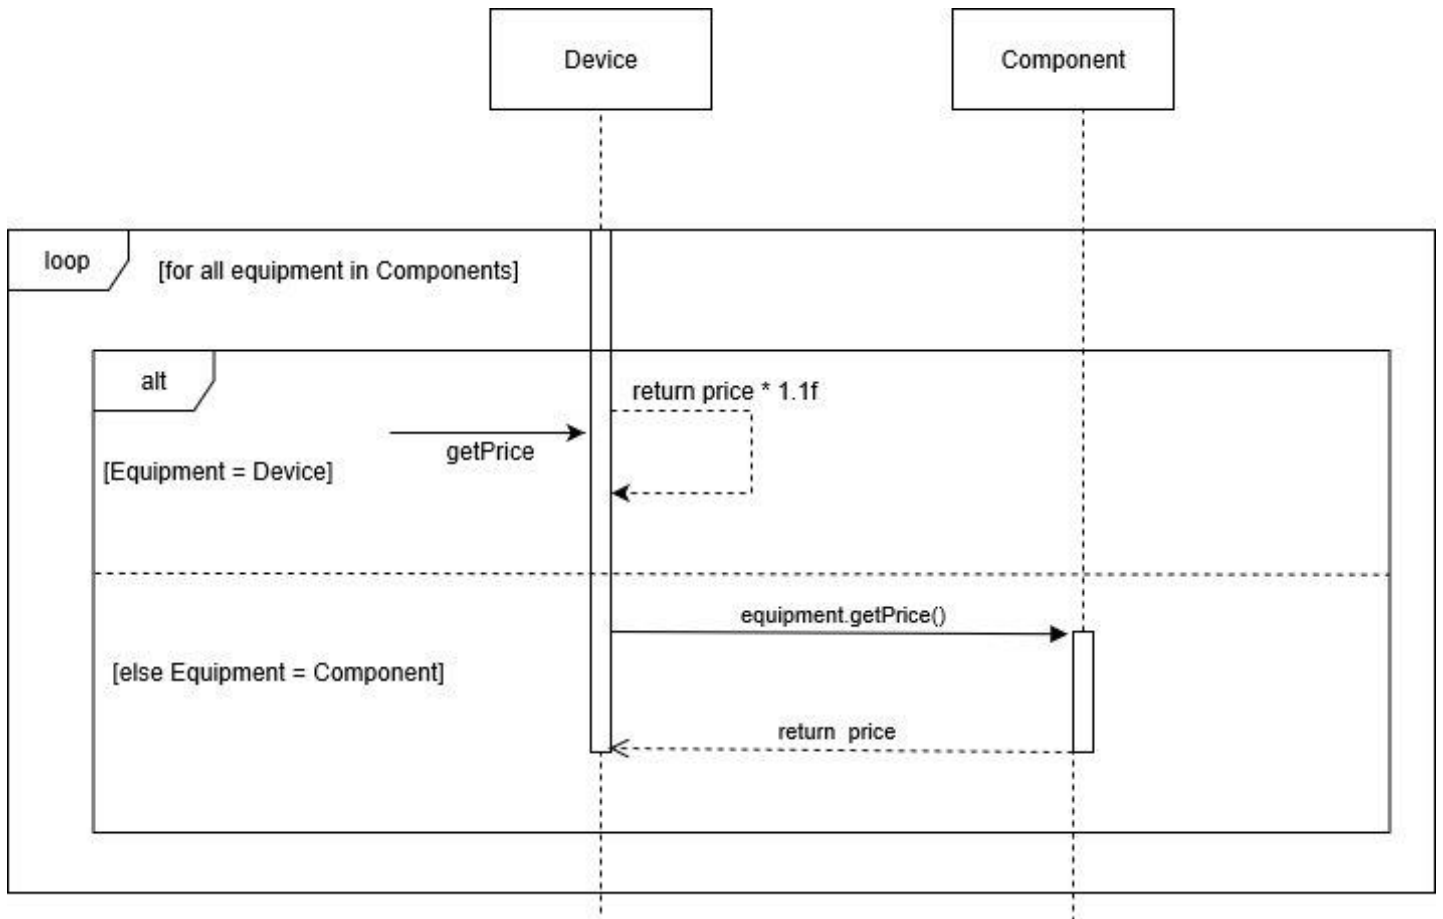 Device
Component
loop
[for all equipment in Components]
alt
return price * 1.1f
getPrice
[Equipment = Device]
equipment.getPrice()
[else Equipment = Component]
return price